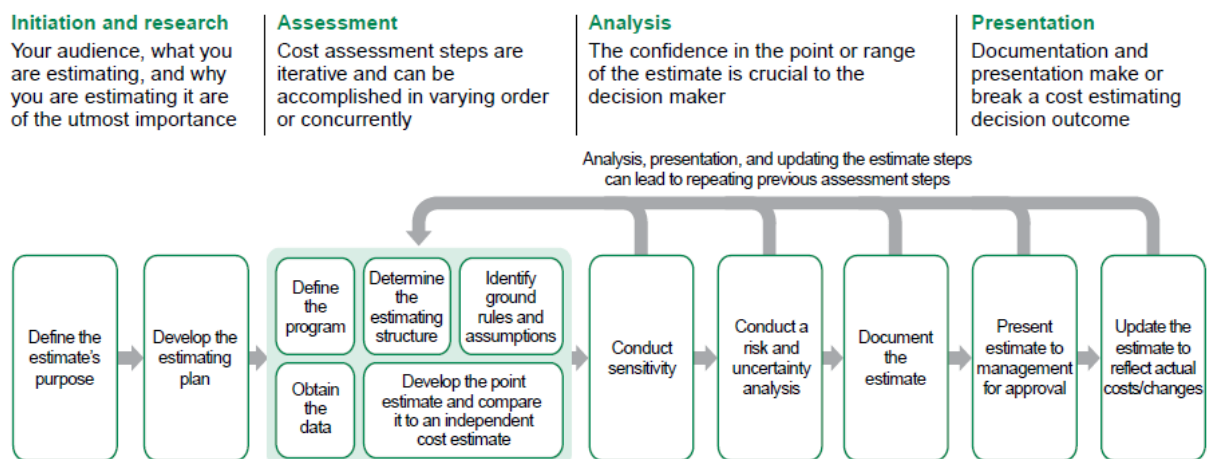 Initiation and research
Your audience, what you
are estimating, and why
you are estimating it are
of the utmost importance
Assessment
Cost assessment steps are
iterative and can be
accomplished in varying order
or concurrently
Analysis
The confidence in the point or range
of the estimate is crucial to the
decision maker
Presentation
Documentation and
presentation make or
break a cost estimating
decision outcome
Analysis, presentation, and updating the estimate steps
can lead to repeating previous assessment steps
Define the
estimate's
purpose
Develop the
estimating
plan
Define
the
program
Determine
the
estimating
structure
Identify
ground
rules and
assumptions
Obtain
the
data
Develop the point
estimate and compare
it to an independent
cost estimate
Conduct
sensitivity
Conduct a
risk and
uncertainty
analysis
Document
the
estimate
Present
estimate to
management
for approval
Update the
estimate to
reflect actual
costs/changes